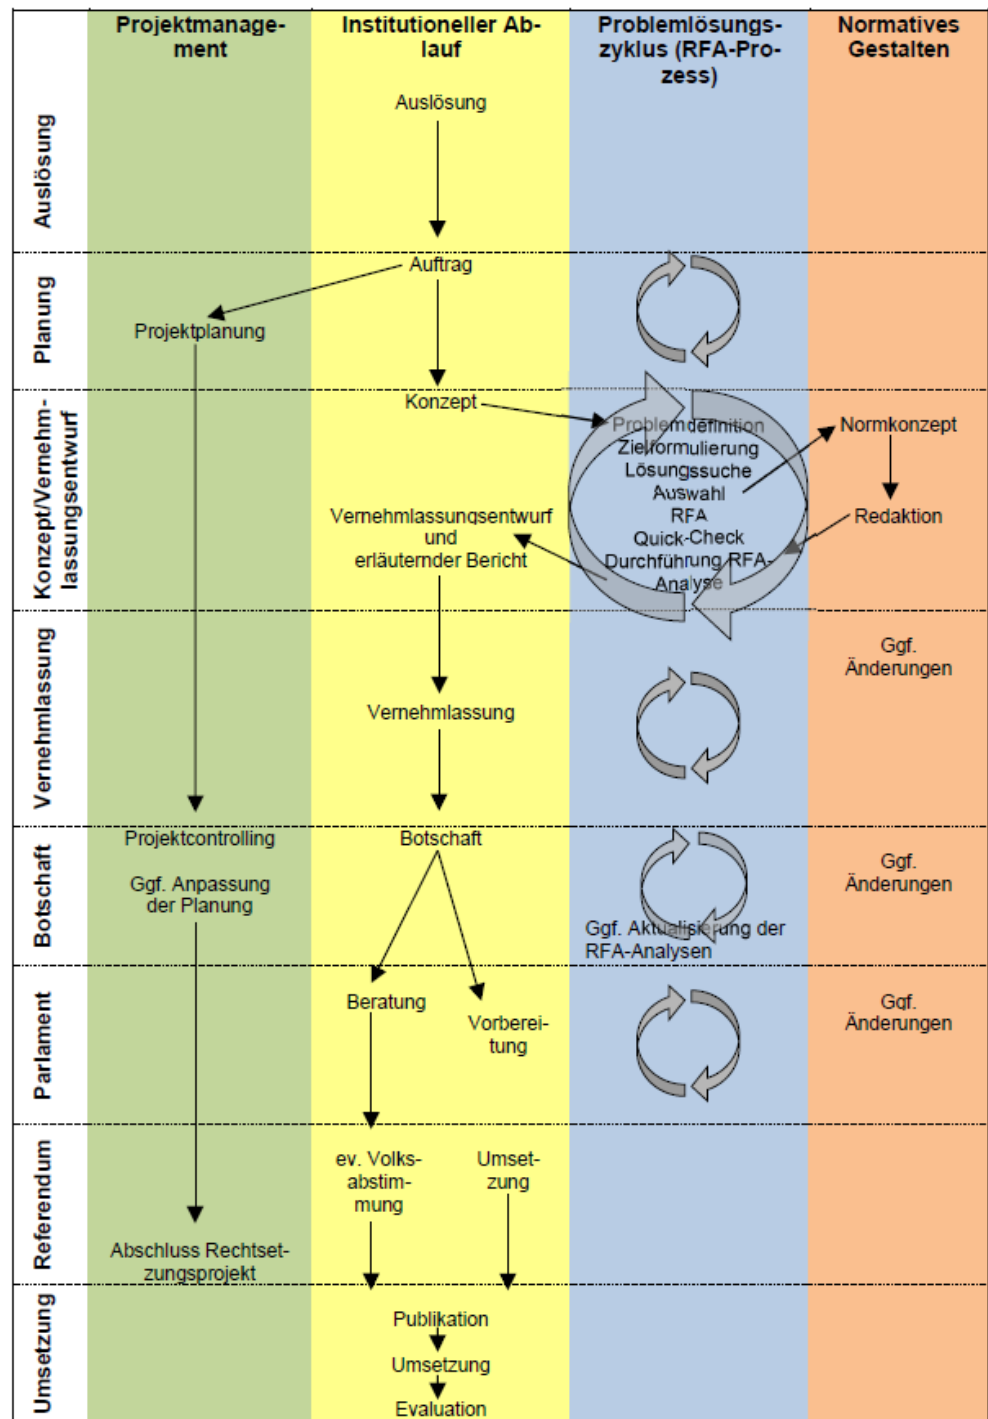 Projektmanage-
ment
Institutioneller Ab-
lauf
Problemlösungs-
zyklus (RFA-Pro-
zess)
Normatives
Gestalten
Auslösung
Auslösung
Planung
Auftrag
Projektplanung
Konzept/Vernehm-
lassungsentwurf
Konzept
Problemdefinition
Zielformulierung
Lösungssuche
Auswahl
RFA
Quick-Check
Durchführung RFA-
Analyse
Normkonzept
Redaktion
Vernehmlassungsentwurf
und
erläuternder Bericht
Vernehmlassung
Vernehmlassung
Ggf.
Änderungen
Botschaft
Projektcontrolling
Ggf. Anpassung
der Planung
Botschaft
Ggf. Aktualisierung der
RFA-Analysen
Ggf.
Änderungen
Parlament
Beratung
Vorberei-
tung
Ggf.
Änderungen
Referendum
ev. Volks-
abstim-
mung
Umset-
zung
Abschluss Rechtset-
zungsprojekt
Umsetzung
Publikation
Umsetzung
Evaluation